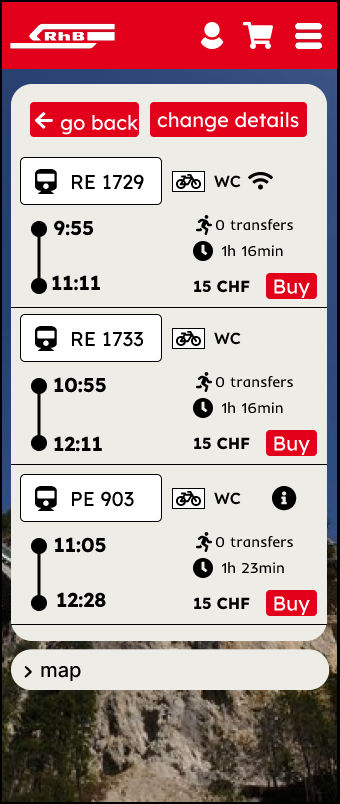 RhB
go back change details
RE 1729 WC
9:55 0 transfers
1h 16min
11:11 15 CHF Buy
RE 1733 WC
10:55 0 transfers
1h 16min
12:11 15 CHF Buy
PE 903 WC
11:05 0 transfers
1h 23min
12:28 15 CHF Buy
> map